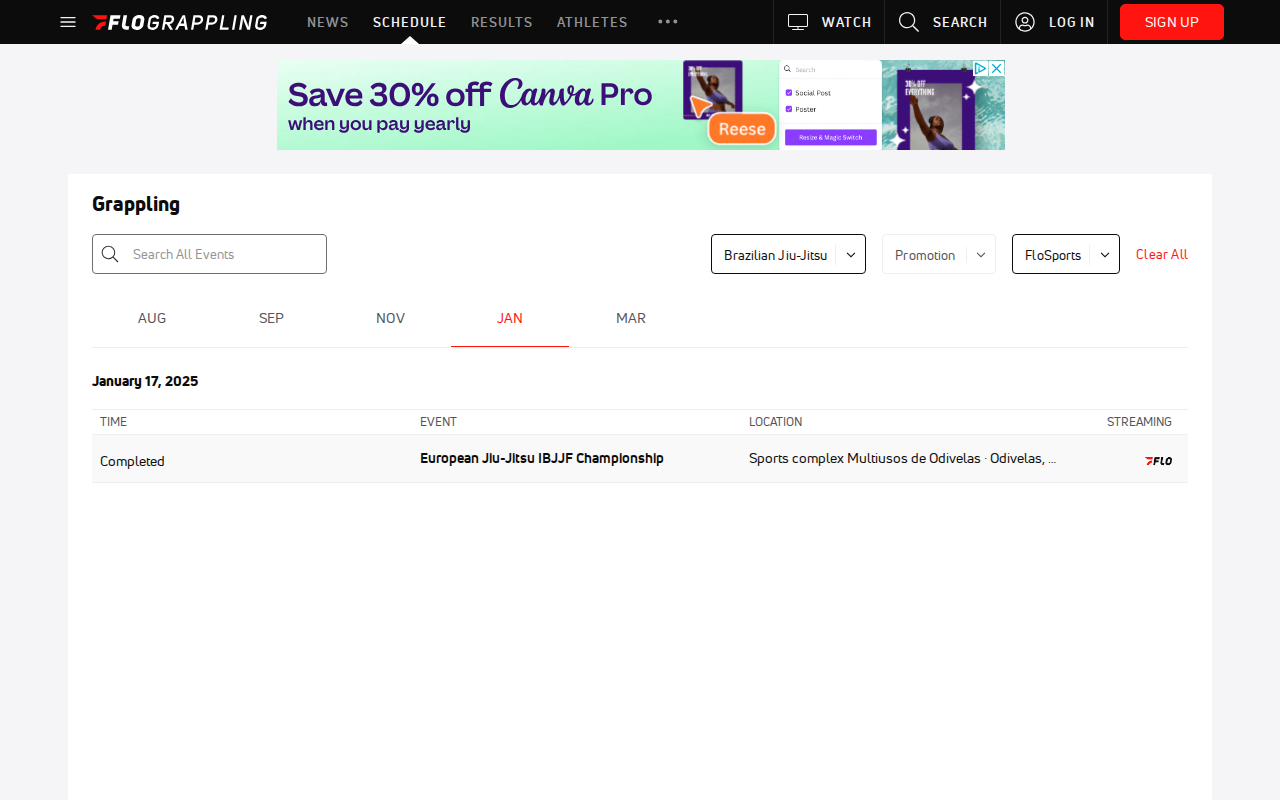 FLOGRAPPLING NEWS SCHEDULE RESULTS ATHLETES WATCH SEARCH LOG IN SIGN UP
Save 30% off Canva Pro
when you pay yearly
Reese
Search
Social Post
Poster
Resize & Magic Switch
30% OFF
EVERYTHING
Grappling
Search All Events
Brazilian Jiu-Jitsu
Promotion
FloSports
Clear All
AUG SEP NOV JAN MAR
January 17, 2025
TIME EVENT LOCATION STREAMING
Completed European Jiu-Jitsu IBJJF Championship Sports complex Multiusos de Odivelas · Odivelas, ... FLO